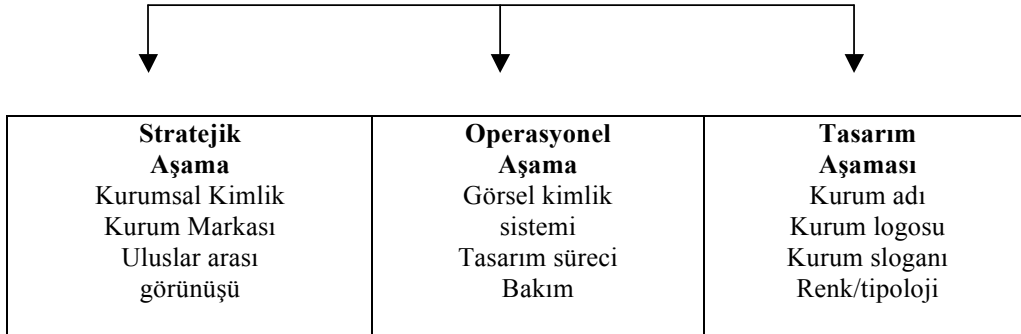 Stratejik
Aşama
Kurumsal Kimlik
Kurum Markası
Uluslar arası
görünüşü
Operasyonel
Aşama
Görsel kimlik
sistemi
Tasarım süreci
Bakım
Tasarım
Aşaması
Kurum adı
Kurum logosu
Kurum sloganı
Renk/tipoloji